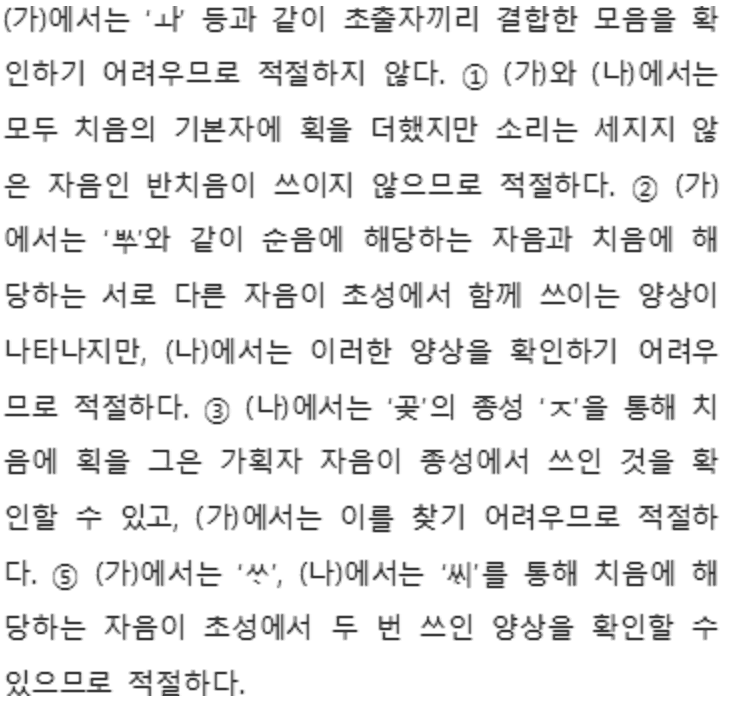 (가)에서는 ‘ㅘ’ 등과 같이 초출자끼리 결합한 모음을 확
인하기 어려우므로 적절하지 않다. ① (가)와 (나)에서는
모두 치음의 기본자에 획을 더했지만 소리는 세지지 않
은 자음인 반치음이 쓰이지 않으므로 적절하다. ② (가)
에서는 ‘ᄡᅮ’와 같이 순음에 해당하는 자음과 치음에 해
당하는 서로 다른 자음이 초성에서 함께 쓰이는 양상이
나타나지만, (나)에서는 이러한 양상을 확인하기 어려우
므로 적절하다. ③ (나)에서는 ‘곶’의 종성 ‘ㅈ’을 통해 치
음에 획을 그은 가획자 자음이 종성에서 쓰인 것을 확
인할 수 있고, (가)에서는 이를 찾기 어려우므로 적절하
다. ⑤ (가)에서는 ‘ᄊᆞ’, (나)에서는 ‘씨’를 통해 치음에 해
당하는 자음이 초성에서 두 번 쓰인 양상을 확인할 수
있으므로 적절하다.